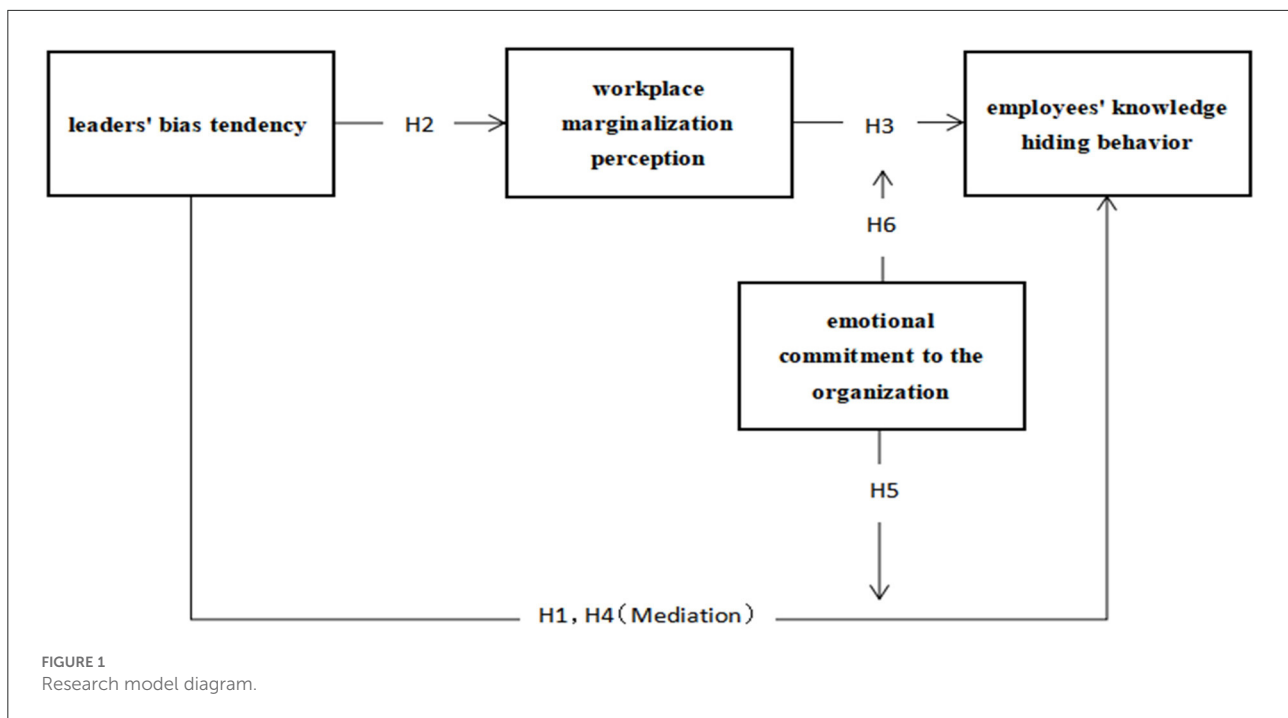 leaders' bias tendency
H2
workplace
marginalization
perception
H3
employees' knowledge
hiding behavior
H6
emotional
commitment to the
organization
H5
H1, H4(Mediation)
FIGURE 1
Research model diagram.